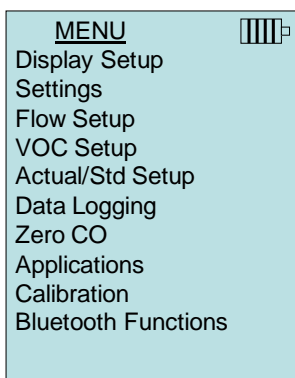 MENU
Display Setup
Settings
Flow Setup
VOC Setup
Actual/Std Setup
Data Logging
Zero CO
Applications
Calibration
Bluetooth Functions